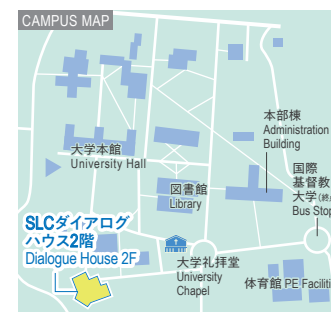 CAMPUS MAP
本部棟
Administration
Building
大学本館
University Hall
国際
基督教
大学
Bus Stop
図書館
Library
SLCダイアログ
ハウス2階
Dialogue House 2F
大学礼拝堂
University
Chapel
体育館 PE Faciliti